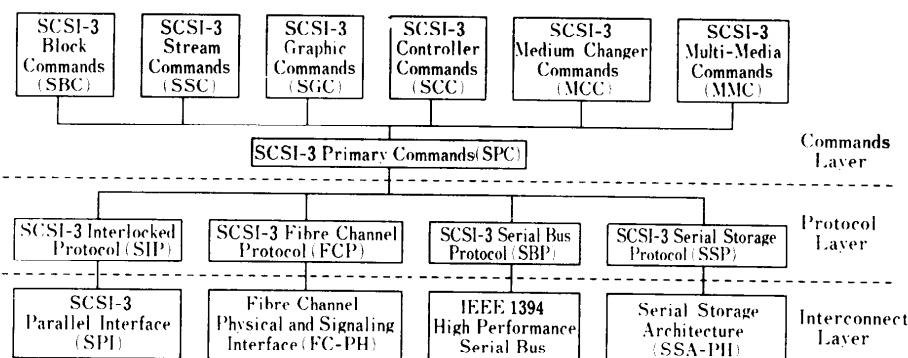 SCSI-3
Block
Commands
(SBC)
SCSI-3
Stream
Commands
(SSC)
SCSI-3
Graphic
Commands
(SGC)
SCSI-3
Controller
Commands
(SCC)
SCSI-3
Medium Changer
Commands
(MCC)
SCSI-3
Multi-Media
Commands
(MMC)
SCSI-3 Primary Commands(SPC)
Commands
Layer
SCSI-3 Interlocked
Protocol (SIP)
SCSI-3 Fibre Channel
Protocol (FCP)
SCSI-3 Serial Bus
Protocol (SBP)
SCSI-3 Serial Storage
Protocol (SSP)
Protocol
Layer
SCSI-3
Parallel Interface
(SPI)
Fibre Channel
Physical and Signaling
Interface (FC-PH)
IEEE 1394
High Performance
Serial Bus
Serial Storage
Architecture
(SSA-PH)
Interconnect
Layer